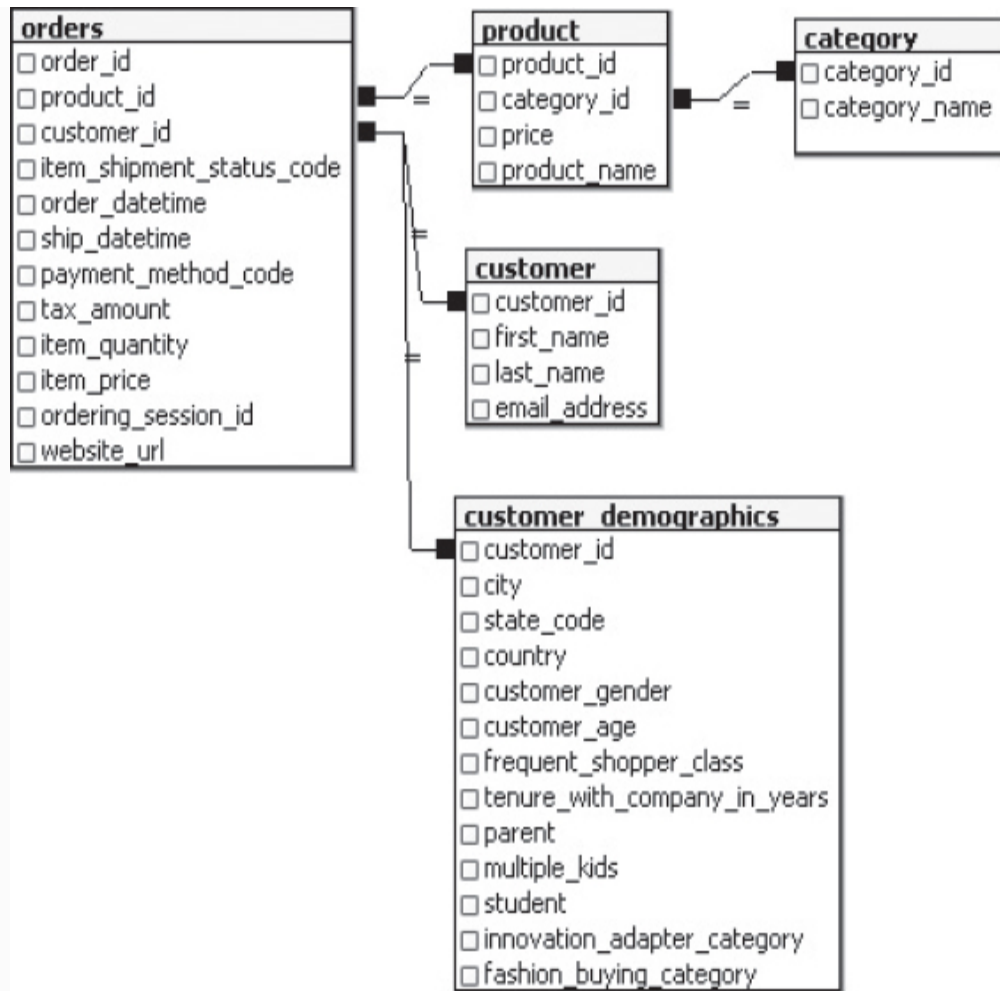 orders
order_id
product_id
customer_id
item_shipment_status_code
order_datetime
ship_datetime
payment_method_code
tax_amount
item_quantity
item_price
ordering_session_id
website_url
product
product_id
category_id
price
product_name
category
category_id
category_name
customer
customer_id
first_name
last_name
email_address
customer_demographics
customer_id
city
state_code
country
customer_gender
customer_age
frequent_shopper_class
tenure_with_company_in_years
parent
multiple_kids
student
innovation_adapter_category
fashion_buying_category
=
=
=
=